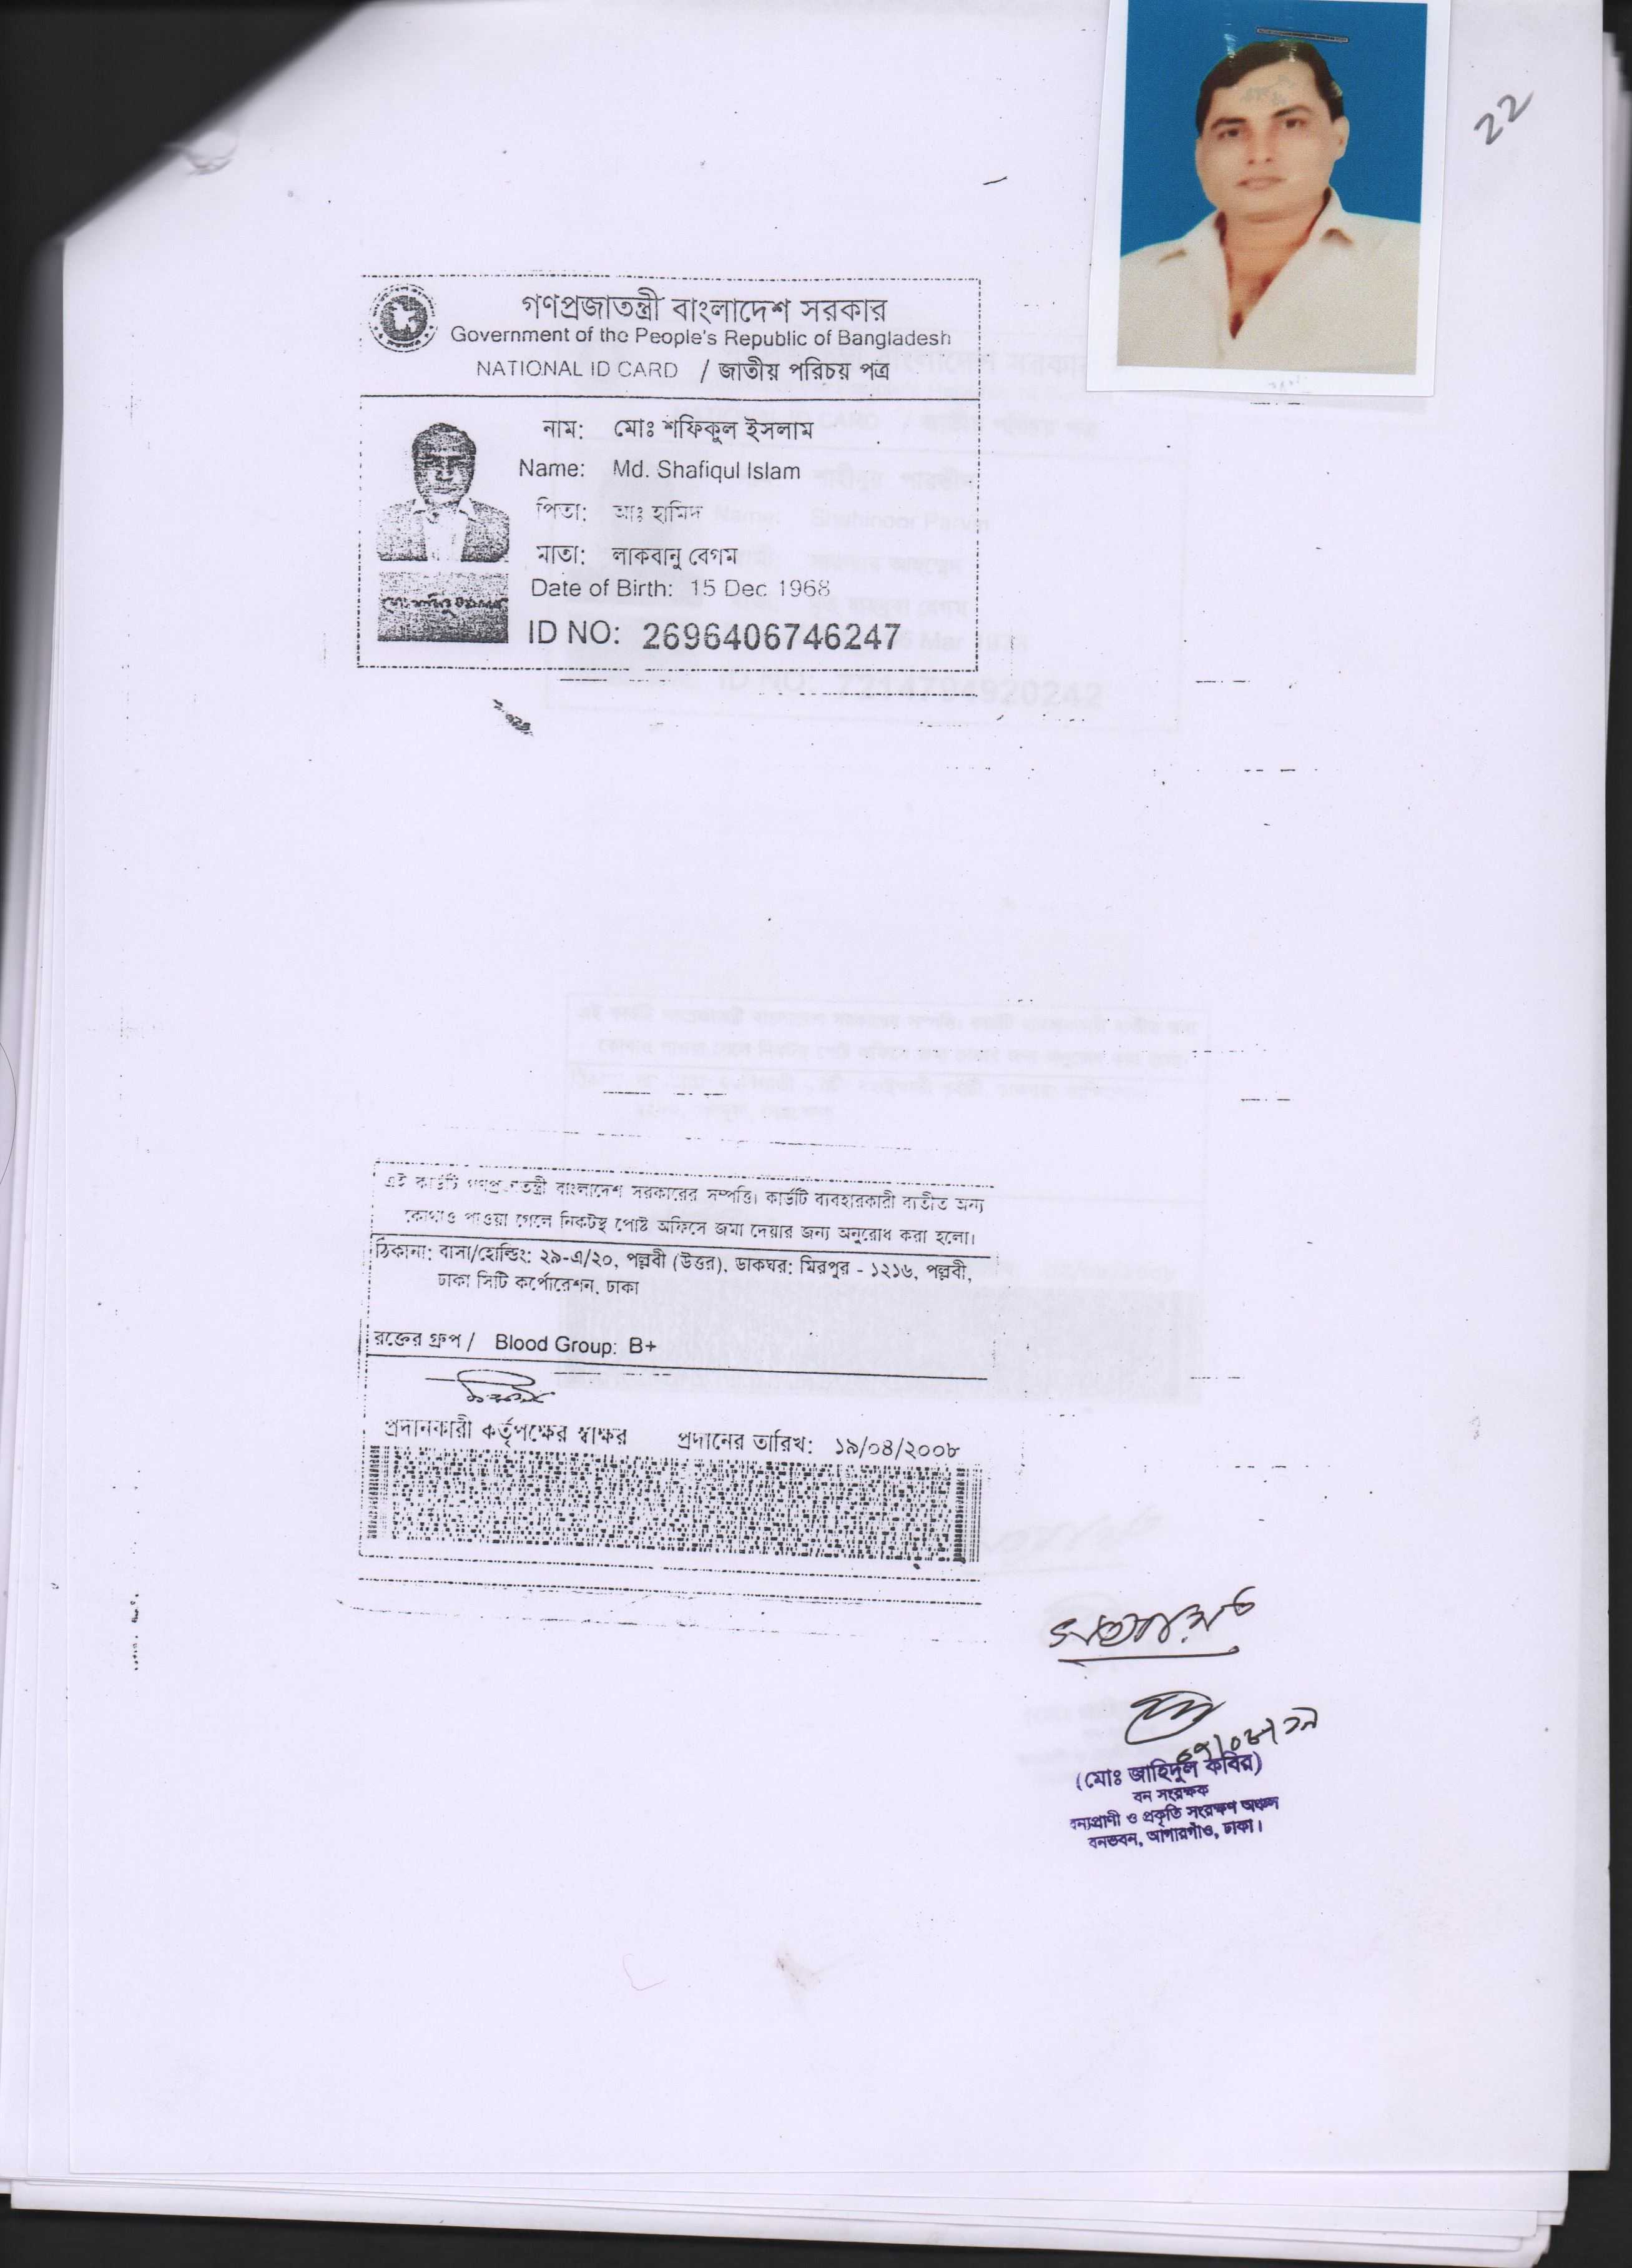 22
গণপ্রজাতন্ত্রী বাংলাদেশ সরকার
Government of the People's Republic of Bangladesh
NATIONAL ID CARD / জাতীয় পরিচয় পত্র
নাম: মোঃ শফিকুল ইসলাম
Name: Md. Shafiqul Islam
পিতা: আঃ হামিদ
মাতা: লাকবানু বেগম
Date of Birth: 15 Dec 1968
ID NO: 2696406746247
এই কার্ডটি গণপ্রজাতন্ত্রী বাংলাদেশ সরকারের সম্পত্তি। কার্ডটি ব্যবহারকারী ব্যতীত অন্য
কোথাও পাওয়া গেলে নিকটস্থ পোষ্ট অফিসে জমা দেয়ার জন্য অনুরোধ করা হলো।
ঠিকানা: বাসা/হোল্ডিং: ২৯-এ/২০, পল্লবী (উত্তর), ডাকঘর: মিরপুর - ১২১৬, পল্লবী,
ঢাকা সিটি কর্পোরেশন, ঢাকা
রক্তের গ্রুপ / Blood Group: B+
প্রদানকারী কর্তৃপক্ষের স্বাক্ষর প্রদানের তারিখ: ১৯/০৪/২০০৮
সত্যায়িত
(মোঃ জাহিদুল কবির)
বন সংরক্ষক
বন্যপ্রাণী ও প্রকৃতি সংরক্ষণ অঞ্চল
বনভবন, আগারগাঁও, ঢাকা।